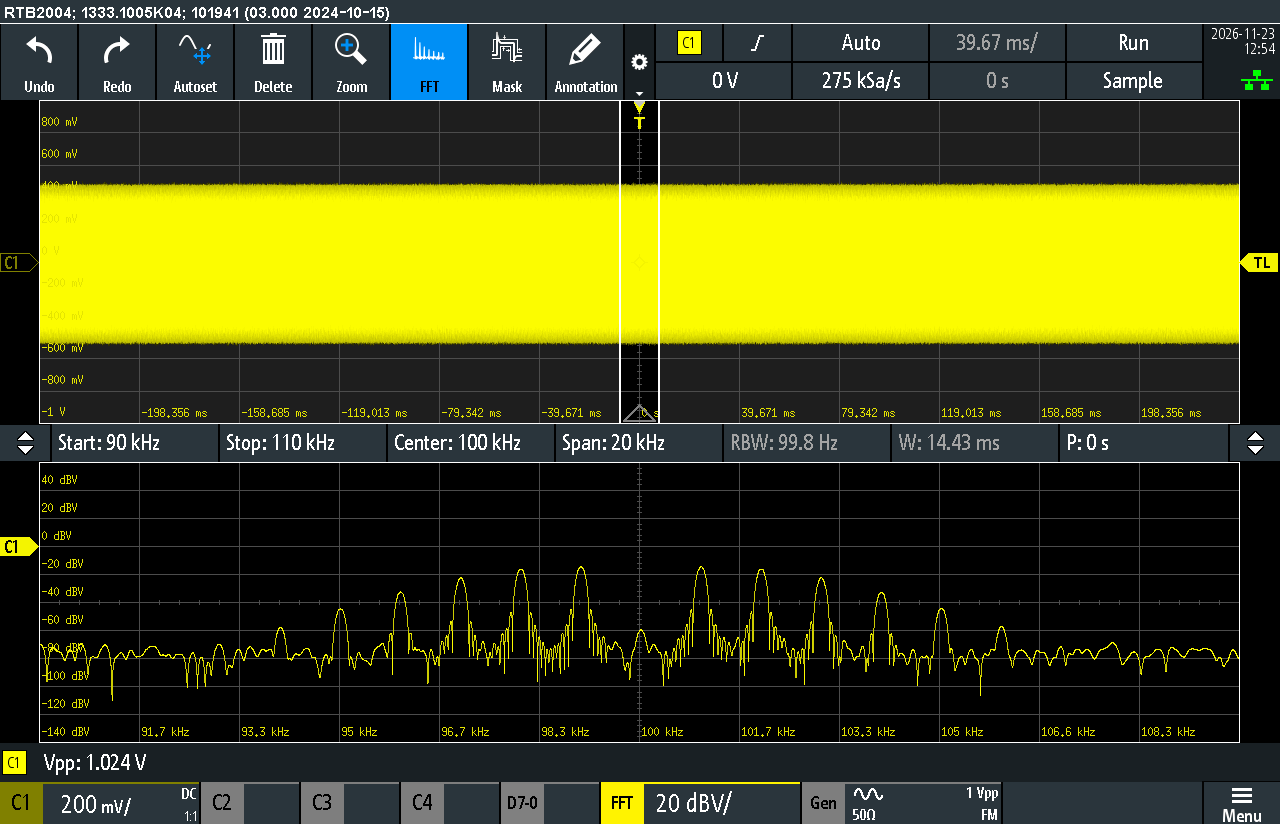 RTB2004; 1333.1005K04; 101941 (03.000 2024-10-15)
Undo Redo Autoset Delete Zoom FFT Mask Annotation
C1 Auto 39.67 ms/ Run
0 V 275 kSa/s 0 s Sample
2026-11-23
12:54
T
800 mV
600 mV
400 mV
200 mV
0 V
-200 mV
-400 mV
-600 mV
-800 mV
-1 V
C1
TL
-198,356 ms -158,685 ms -119,013 ms -79,342 ms -39,671 ms 0 s 39,671 ms 79,342 ms 119,013 ms 158,685 ms 198,356 ms
Start: 90 kHz Stop: 110 kHz Center: 100 kHz Span: 20 kHz RBW: 99.8 Hz W: 14.43 ms P: 0 s
40 dBV
20 dBV
0 dBV
C1
-20 dBV
-40 dBV
-60 dBV
-80 dBV
-100 dBV
-120 dBV
-140 dBV
91.7 kHz 93.3 kHz 95 kHz 96.7 kHz 98.3 kHz 100 kHz 101.7 kHz 103.3 kHz 105 kHz 106.6 kHz 108.3 kHz
C1 Vpp: 1.024 V
C1 200 mV/ DC 1:1 C2 C3 C4 D7-0 FFT 20 dBV/ Gen 50Ω 1 Vpp FM Menu